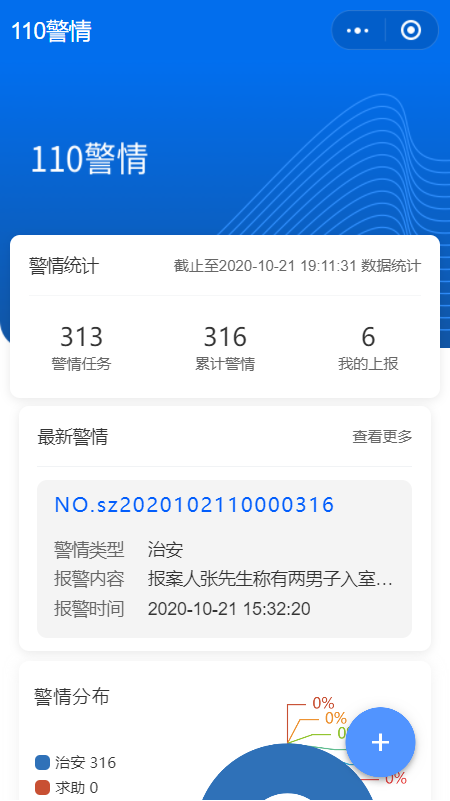 110警情
110警情
警情统计 截止至2020-10-21 19:11:31 数据统计
313 316 6
警情任务 累计警情 我的上报
最新警情 查看更多
NO.sz2020102110000316
警情类型 治安
报警内容 报案人张先生称有两男子入室…
报警时间 2020-10-21 15:32:20
警情分布
0%
0%
治安 316
求助 0
0%